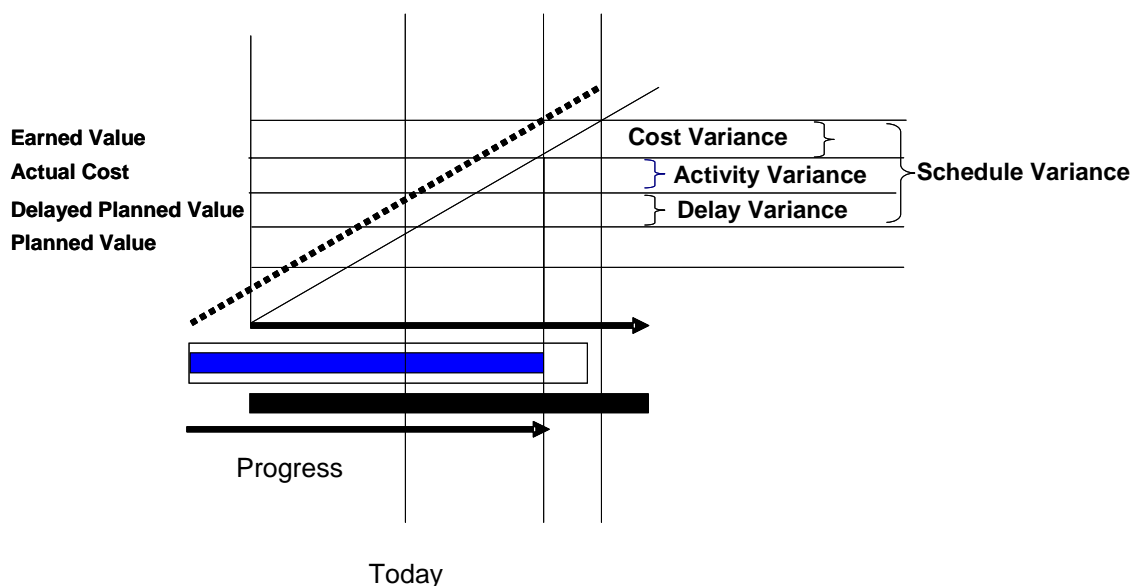 Earned Value
Cost Variance
Actual Cost
Activity Variance
Schedule Variance
Delayed Planned Value
Delay Variance
Planned Value
Progress
Today